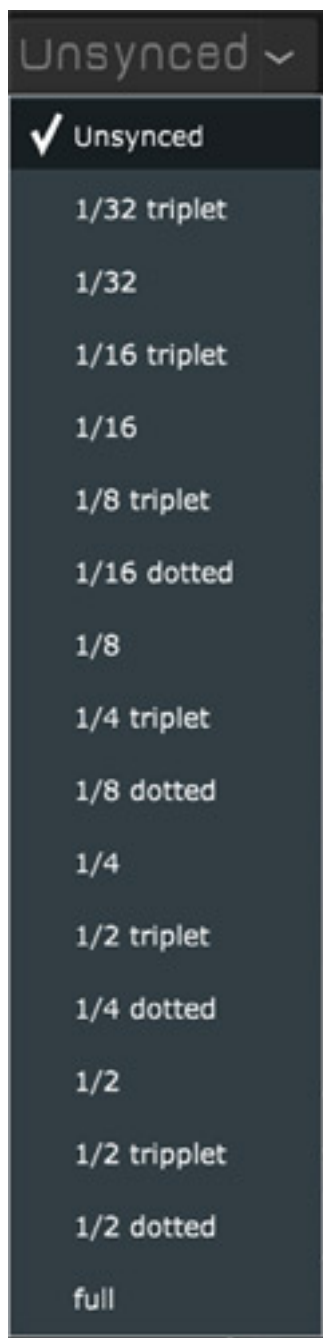 Unsynced
Unsynced
1/32 triplet
1/32
1/16 triplet
1/16
1/8 triplet
1/16 dotted
1/8
1/4 triplet
1/8 dotted
1/4
1/2 triplet
1/4 dotted
1/2
1/2 tripplet
1/2 dotted
full